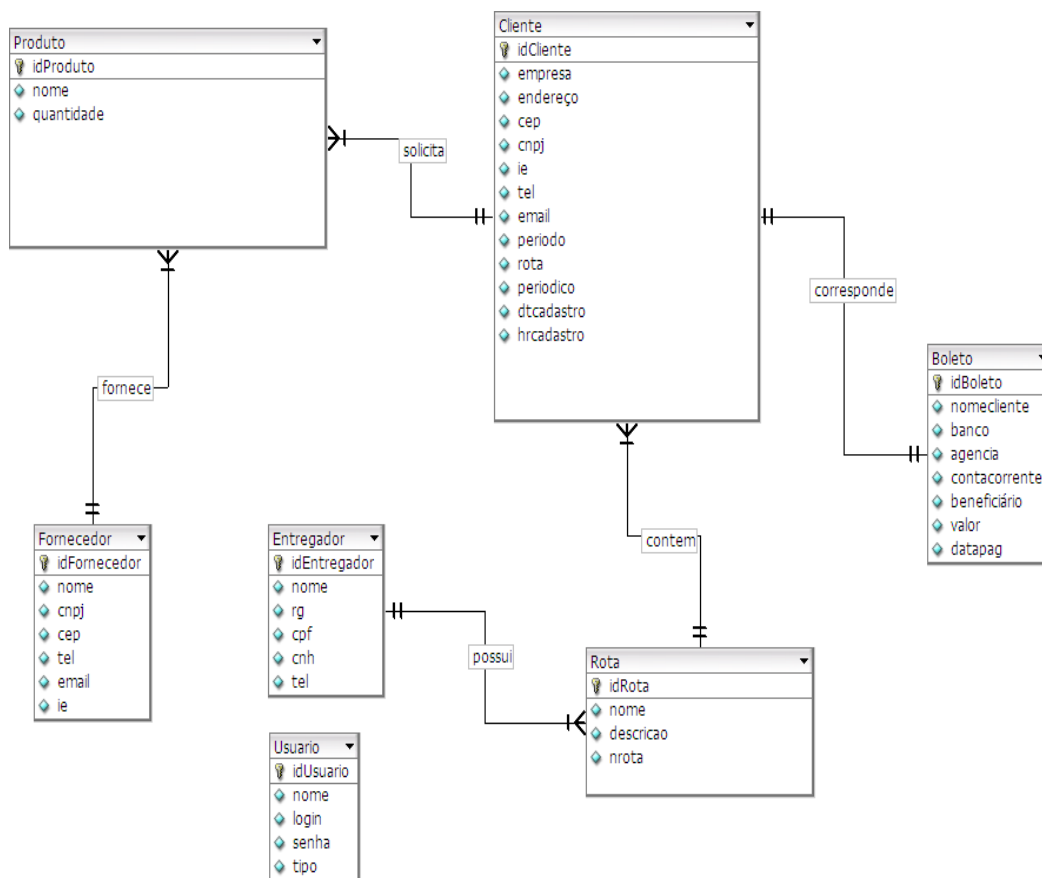 Produto
idProduto
nome
quantidade
solicita
Cliente
idCliente
empresa
endereço
cep
cnpj
ie
tel
email
periodo
rota
periodico
dtcadastro
hrcadastro
corresponde
Boleto
idBoleto
nomecliente
banco
agencia
contacorrente
beneficiário
valor
datapag
fornece
contem
Fornecedor
idFornecedor
nome
cnpj
cep
tel
email
ie
Entregador
idEntregador
nome
rg
cpf
cnh
tel
possui
Rota
idRota
nome
descricao
nrota
Usuario
idUsuario
nome
login
senha
tipo